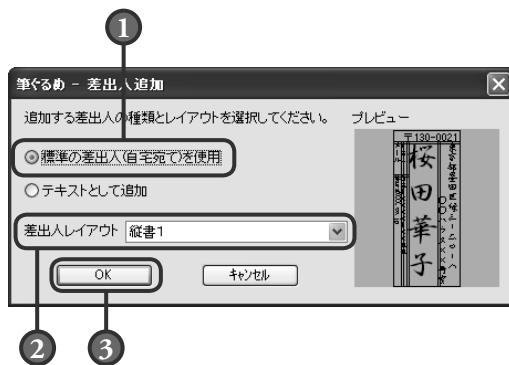 1
筆ぐるめ - 差出人追加
追加する差出人の種類とレイアウトを選択してください。
プレビュー
標準の差出人(自宅宛て)を使用
テキストとして追加
差出人レイアウト
縦書1
OK
キャンセル
〒130-0021
桜田華子
2
3